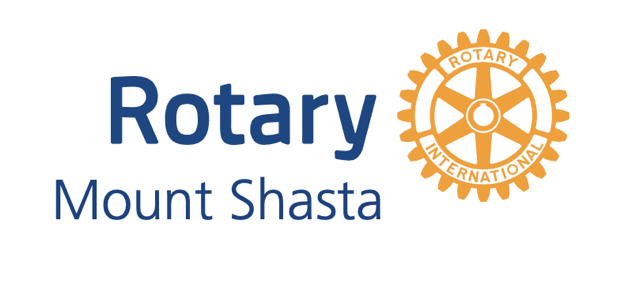 Rotary
Mount Shasta
ROTARY
INTERNATIONAL